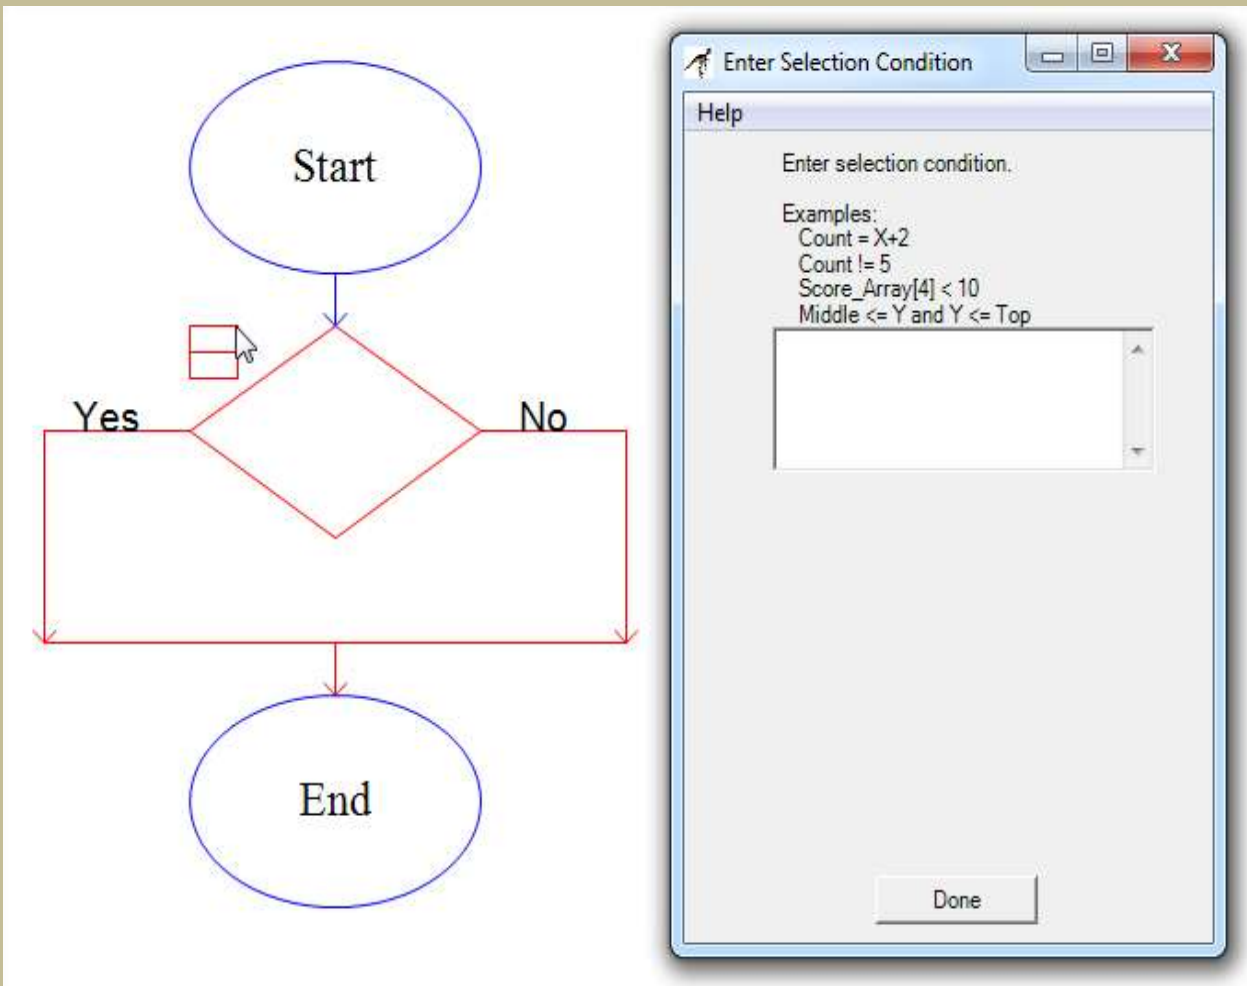 Start
Yes
No
End
Enter Selection Condition
Help
Enter selection condition.
Examples:
Count = X+2
Count != 5
Score_Array[4] < 10
Middle <= Y and Y <= Top
Done